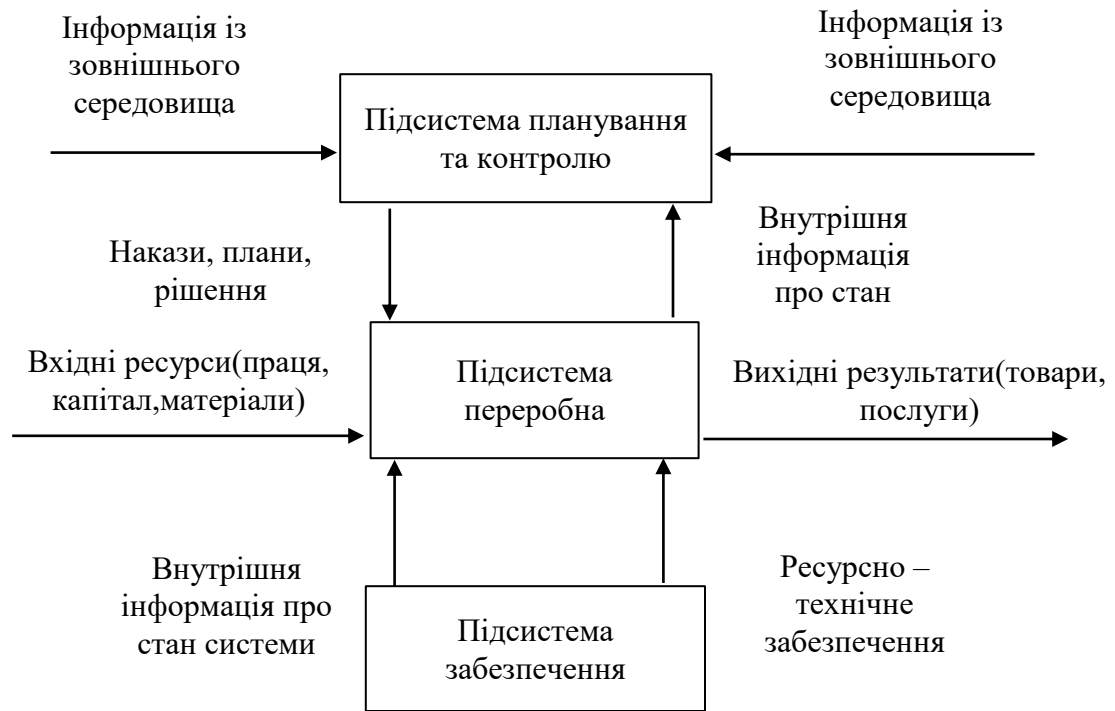 Інформація із
зовнішнього
середовища
Інформація із
зовнішнього
середовища
Підсистема планування
та контролю
Накази, плани,
рішення
Внутрішня
інформація
про стан
Вхідні ресурси(праця,
капітал,матеріали)
Підсистема
переробна
Вихідні результати(товари,
послуги)
Внутрішня
інформація про
стан системи
Підсистема
забезпечення
Ресурсно –
технічне
забезпечення